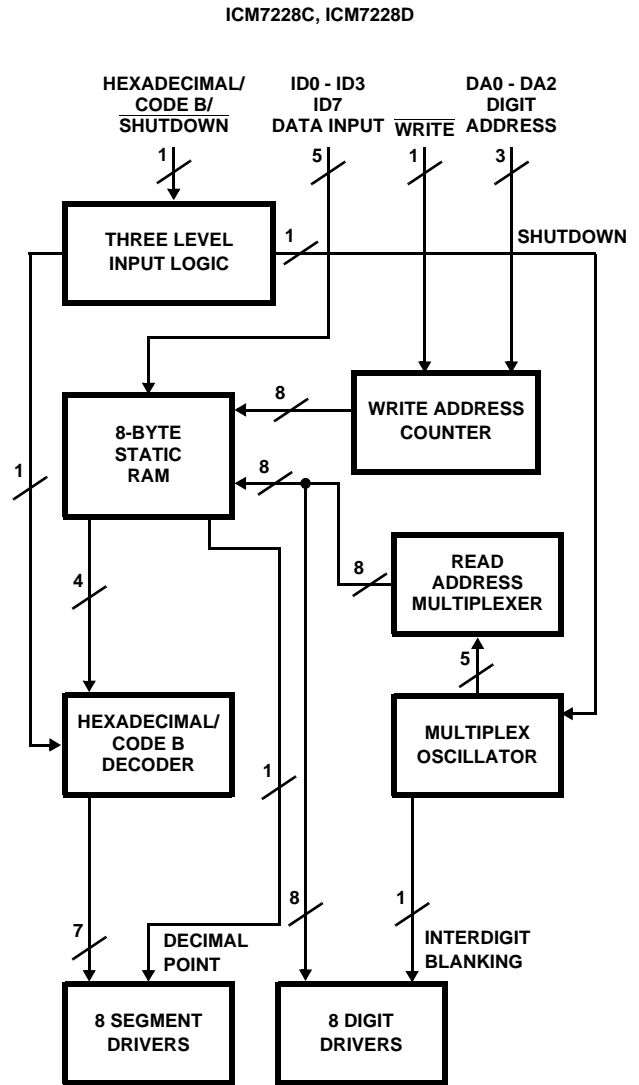 ICM7228C, ICM7228D
HEXADECIMAL/
CODE B/
SHUTDOWN
ID0 - ID3
ID7
DATA INPUT
WRITE
DA0 - DA2
DIGIT
ADDRESS
1
5
1
3
THREE LEVEL
INPUT LOGIC
1
SHUTDOWN
8-BYTE
STATIC
RAM
8
WRITE ADDRESS
COUNTER
1
8
8
READ
ADDRESS
MULTIPLEXER
4
5
HEXADECIMAL/
CODE B
DECODER
MULTIPLEX
OSCILLATOR
1
7
DECIMAL
POINT
8
1
INTERDIGIT
BLANKING
8 SEGMENT
DRIVERS
8 DIGIT
DRIVERS